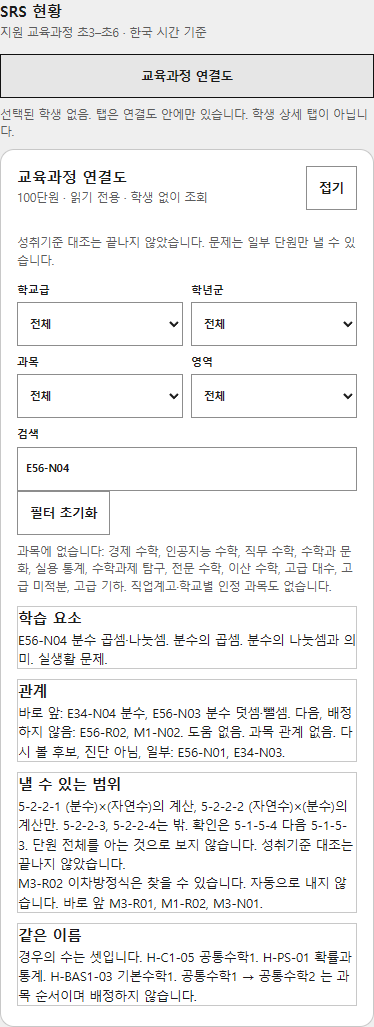 SRS 현황
지원 교육과정 초3–초6 · 한국 시간 기준
교육과정 연결도
선택된 학생 없음. 탭은 연결도 안에만 있습니다. 학생 상세 탭이 아닙니
다.
교육과정 연결도
100단원 · 읽기 전용 · 학생 없이 조회
접기
성취기준 대조는 끝나지 않았습니다. 문제는 일부 단원만 낼 수 있
습니다.
학교급
학년군
전체
전체
과목
영역
전체
전체
검색
E56-N04
필터 초기화
과목에 없습니다: 경제 수학, 인공지능 수학, 직무 수학, 수학과 문
화, 실용 통계, 수학과제 탐구, 전문 수학, 이산 수학, 고급 대수, 고
급 미적분, 고급 기하. 직업계고·학교별 인정 과목도 없습니다.
학습 요소
E56-N04 분수 곱셈·나눗셈. 분수의 곱셈. 분수의 나눗셈과 의
미. 실생활 문제.
관계
바로 앞: E34-N04 분수, E56-N03 분수 덧셈·뺄셈. 다음, 배정
하지 않음: E56-R02, M1-N02. 도움 없음. 과목 관계 없음. 다
시 볼 후보, 진단 아님, 일부: E56-N01, E34-N03.
낼 수 있는 범위
5-2-2-1 (분수)×(자연수)의 계산, 5-2-2-2 (자연수)×(분수)의
계산만. 5-2-2-3, 5-2-2-4는 밖. 확인은 5-1-5-4 다음 5-1-5-
3. 단원 전체를 아는 것으로 보지 않습니다. 성취기준 대조는
끝나지 않았습니다.
M3-R02 이차방정식은 찾을 수 있습니다. 자동으로 내지 않
습니다. 바로 앞 M3-R01, M1-R02, M3-N01.
같은 이름
경우의 수는 셋입니다. H-C1-05 공통수학1. H-PS-01 확률과
통계. H-BAS1-03 기본수학1. 공통수학1 → 공통수학2 는 과
목 순서이며 배정하지 않습니다.